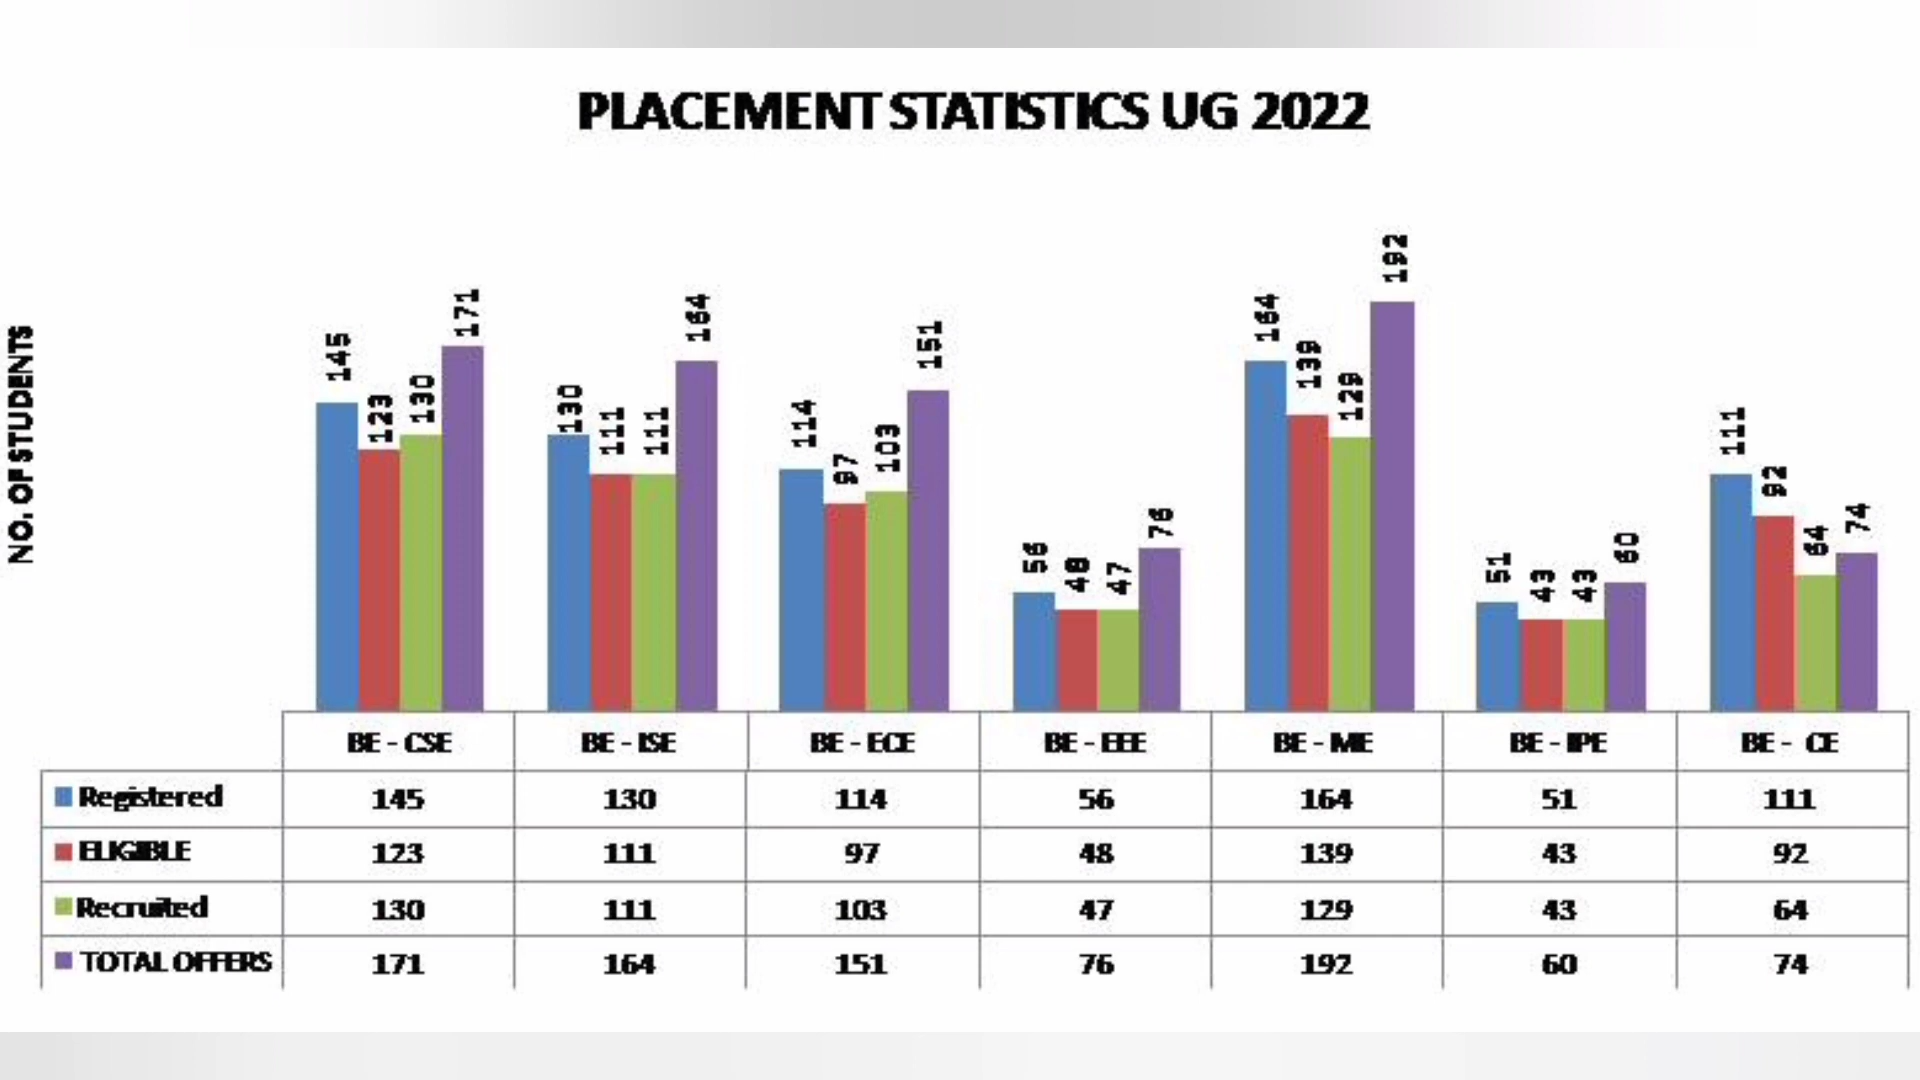 PLACEMENT STATISTICS UG 2022
NO. OF STUDENTS
145 123 130 171
130 111 111 164
114 97 103 151
56 48 47 76
164 139 129 192
51 43 43 60
111 92 64 74
BE - CSE BE - ISE BE - ECE BE - EEE BE - ME BE - IPE BE - CE
Registered 145 130 114 56 164 51 111
ELIGIBLE 123 111 97 48 139 43 92
Recruited 130 111 103 47 129 43 64
TOTAL OFFERS 171 164 151 76 192 60 74